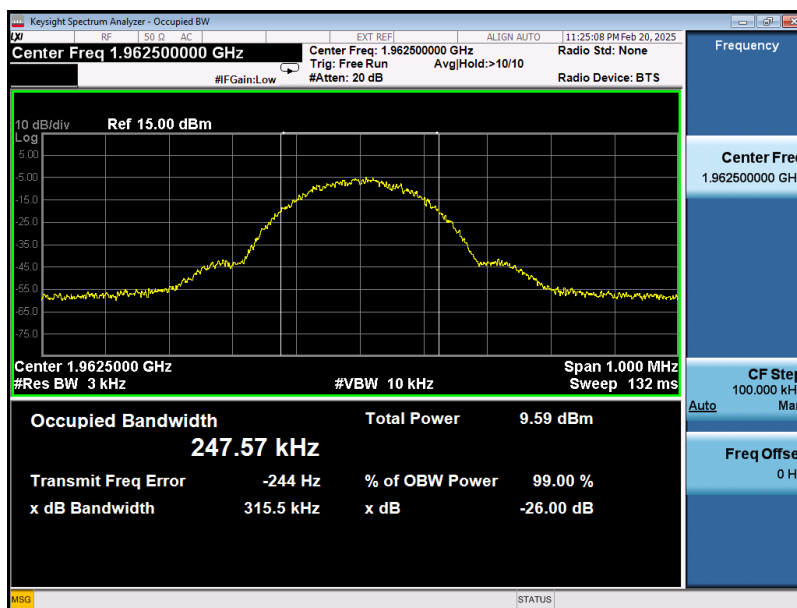 Keysight Spectrum Analyzer - Occupied BW
LXI RF 50 Ω AC EXT REF ALIGN AUTO 11:25:08 PM Feb 20, 2025
Center Freq 1.962500000 GHz
Center Freq: 1.962500000 GHz
Radio Std: None
Trig: Free Run Avg|Hold:>10/10
#IFGain:Low
#Atten: 20 dB
Radio Device: BTS
Frequency
10 dB/div Ref 15.00 dBm
Log
5.00
-5.00
-15.0
-25.0
-35.0
-45.0
-55.0
-65.0
-75.0
Center 1.9625000 GHz Span 1.000 MHz
#Res BW 3 kHz #VBW 10 kHz Sweep 132 ms
Occupied Bandwidth Total Power 9.59 dBm
247.57 kHz
Transmit Freq Error -244 Hz % of OBW Power 99.00 %
x dB Bandwidth 315.5 kHz x dB -26.00 dB
Center Fre
1.962500000 GH
CF Step
100.000 kH
Auto Ma
Freq Offse
0 H
MSG STATUS